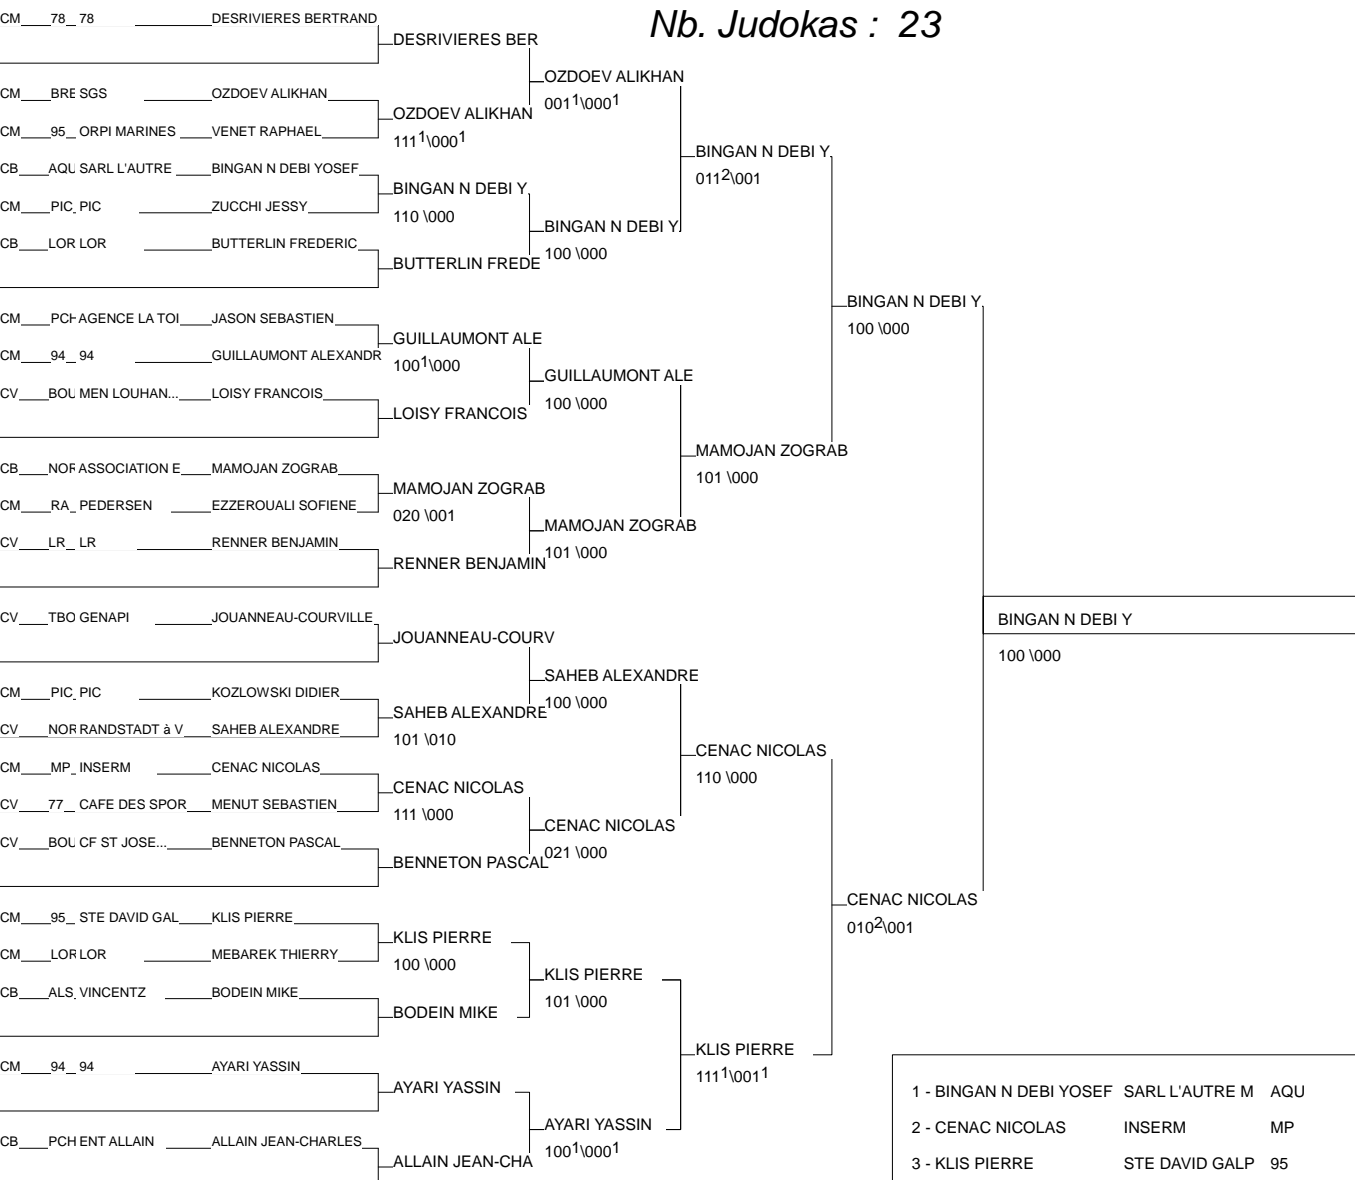 Nb. Judokas : 23
CM 78_ 78 DESRIVIERES BERTRAND
DESRIVIERES BER
OZDOEV ALIKHAN
001¹\000¹
CM BRE SGS OZDOEV ALIKHAN
OZDOEV ALIKHAN
111¹\000¹
CM 95_ ORPI MARINES VENET RAPHAEL
BINGAN N DEBI Y
011²\001
CB AQU SARL L'AUTRE BINGAN N DEBI YOSEF
BINGAN N DEBI Y
110 \000
CM PIC_ PIC ZUCCHI JESSY
BINGAN N DEBI Y
100 \000
CB LOR LOR BUTTERLIN FREDERIC
BUTTERLIN FREDE
BINGAN N DEBI Y
100 \000
CM PCH AGENCE LA TOI JASON SEBASTIEN
GUILLAUMONT ALE
100¹\000
CM 94_ 94 GUILLAUMONT ALEXANDR
GUILLAUMONT ALE
100 \000
CV BOU MEN LOUHAN... LOISY FRANCOIS
LOISY FRANCOIS
MAMOJAN ZOGRAB
101 \000
CB NOR ASSOCIATION E MAMOJAN ZOGRAB
MAMOJAN ZOGRAB
020 \001
CM RA_ PEDERSEN EZZEROUALI SOFIENE
MAMOJAN ZOGRAB
101 \000
CV LR_ LR RENNER BENJAMIN
RENNER BENJAMIN
CV TBO GENAPI JOUANNEAU-COURVILLE
BINGAN N DEBI Y
100 \000
JOUANNEAU-COURV
SAHEB ALEXANDRE
100 \000
CM PIC_ PIC KOZLOWSKI DIDIER
SAHEB ALEXANDRE
101 \010
CV NOR RANDSTADT à V SAHEB ALEXANDRE
CENAC NICOLAS
110 \000
CM MP_ INSERM CENAC NICOLAS
CENAC NICOLAS
111 \000
CV 77_ CAFE DES SPOR MENUT SEBASTIEN
CENAC NICOLAS
021 \000
CV BOU CF ST JOSE... BENNETON PASCAL
BENNETON PASCAL
CENAC NICOLAS
010²\001
CM 95_ STE DAVID GAL KLIS PIERRE
KLIS PIERRE
100 \000
CM LOR LOR MEBAREK THIERRY
KLIS PIERRE
101 \000
CB ALS_ VINCENTZ BODEIN MIKE
BODEIN MIKE
KLIS PIERRE
111¹\001¹
CM 94_ 94 AYARI YASSIN
AYARI YASSIN
AYARI YASSIN
100¹\000¹
CB PCH ENT ALLAIN ALLAIN JEAN-CHARLES
ALLAIN JEAN-CHA
1 - BINGAN N DEBI YOSEF SARL L'AUTRE M AQU
2 - CENAC NICOLAS INSERM MP
3 - KLIS PIERRE STE DAVID GALP 95